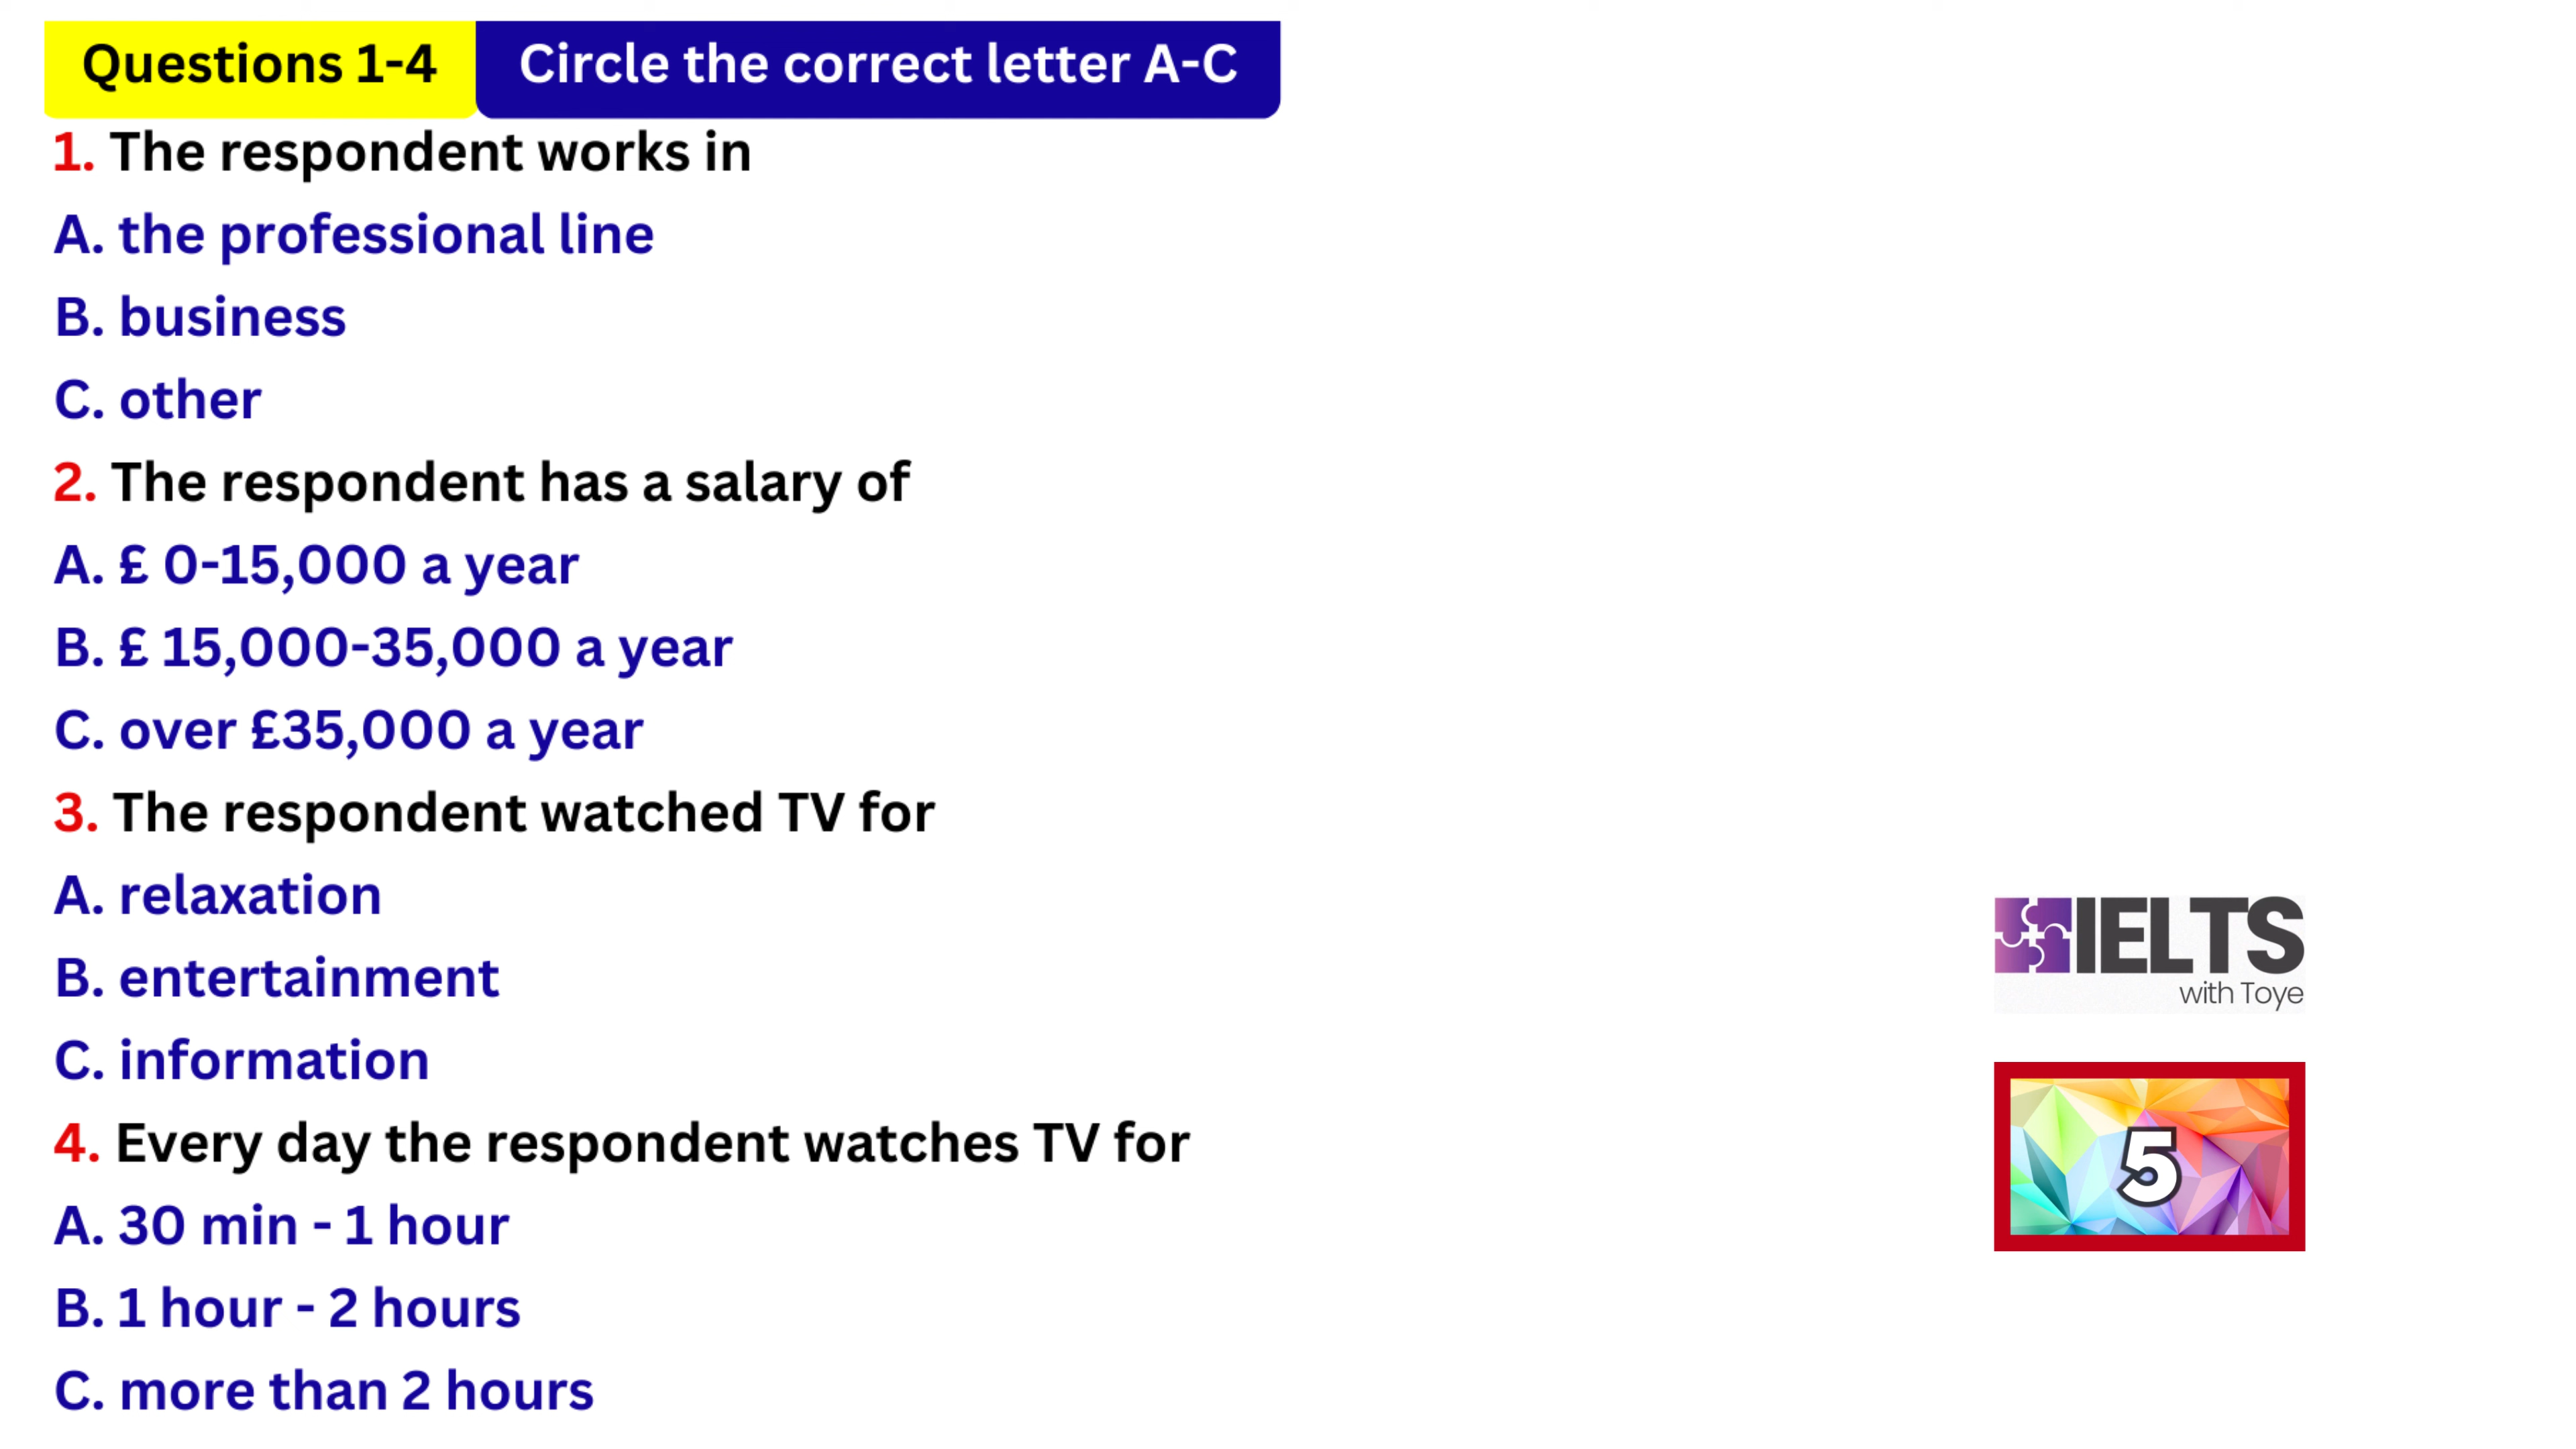 Questions 1-4 Circle the correct letter A-C
1. The respondent works in
A. the professional line
B. business
C. other
2. The respondent has a salary of
A. £ 0-15,000 a year
B. £ 15,000-35,000 a year
C. over £35,000 a year
3. The respondent watched TV for
A. relaxation
B. entertainment
C. information
4. Every day the respondent watches TV for
A. 30 min - 1 hour
B. 1 hour - 2 hours
C. more than 2 hours
IELTS
with Toye
5